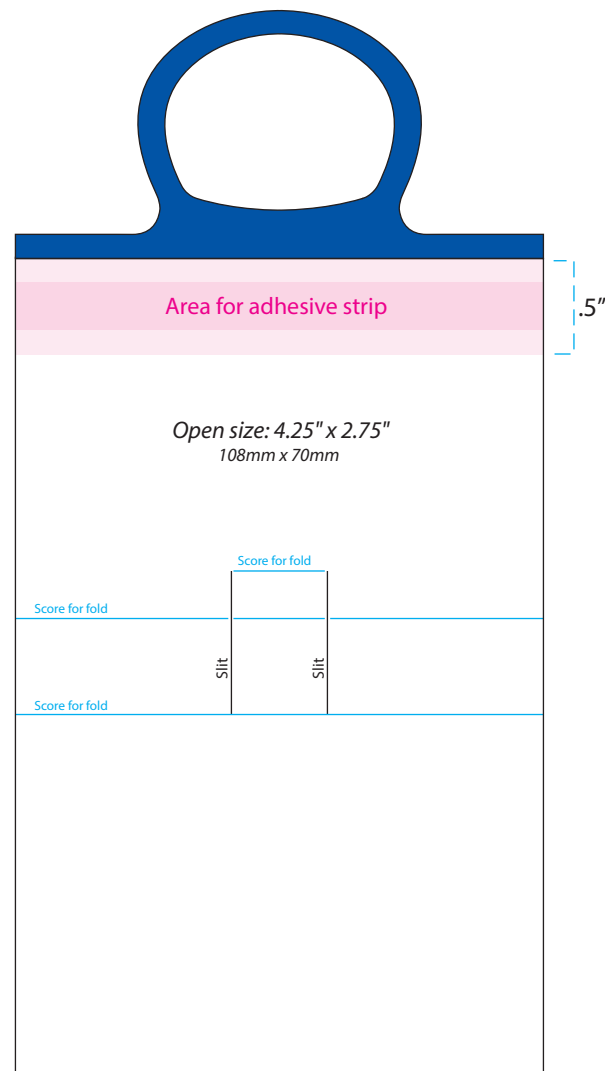 Area for adhesive strip
.5″
Open size: 4.25" x 2.75"
108mm x 70mm
Score for fold
Score for fold
Slit
Slit
Score for fold